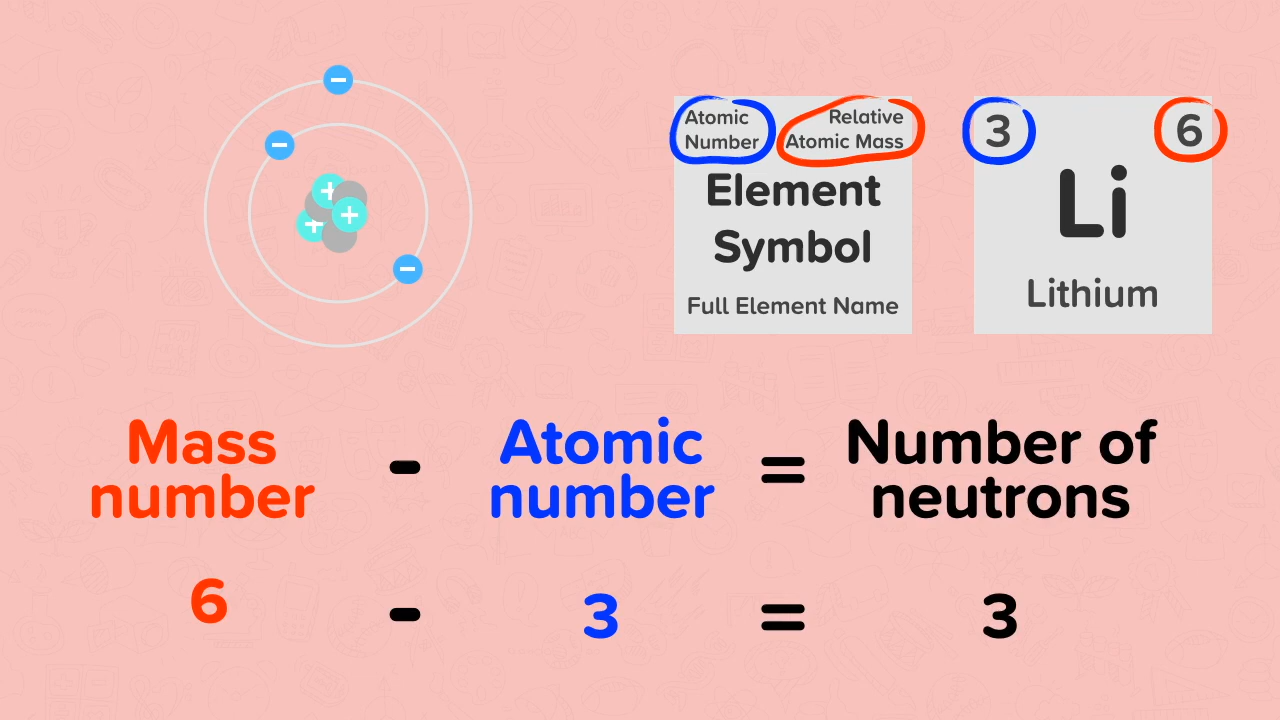 −
−
+
+
+
−
Atomic
Number
Relative
Atomic Mass
Element
Symbol
Full Element Name
3
6
Li
Lithium
Mass
number
-
Atomic
number
=
Number of
neutrons
6 - 3 = 3